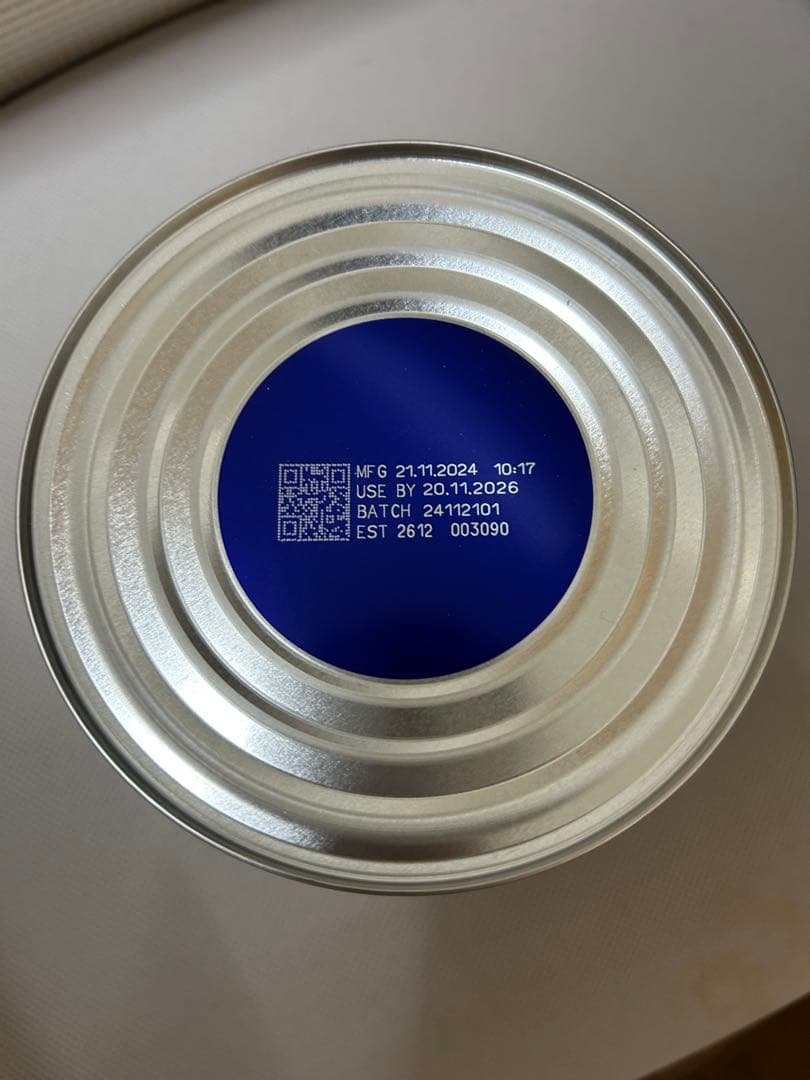 MFG 21.11.2024 10:17
USE BY 20.11.2026
BATCH 24112101
EST 2612 003090